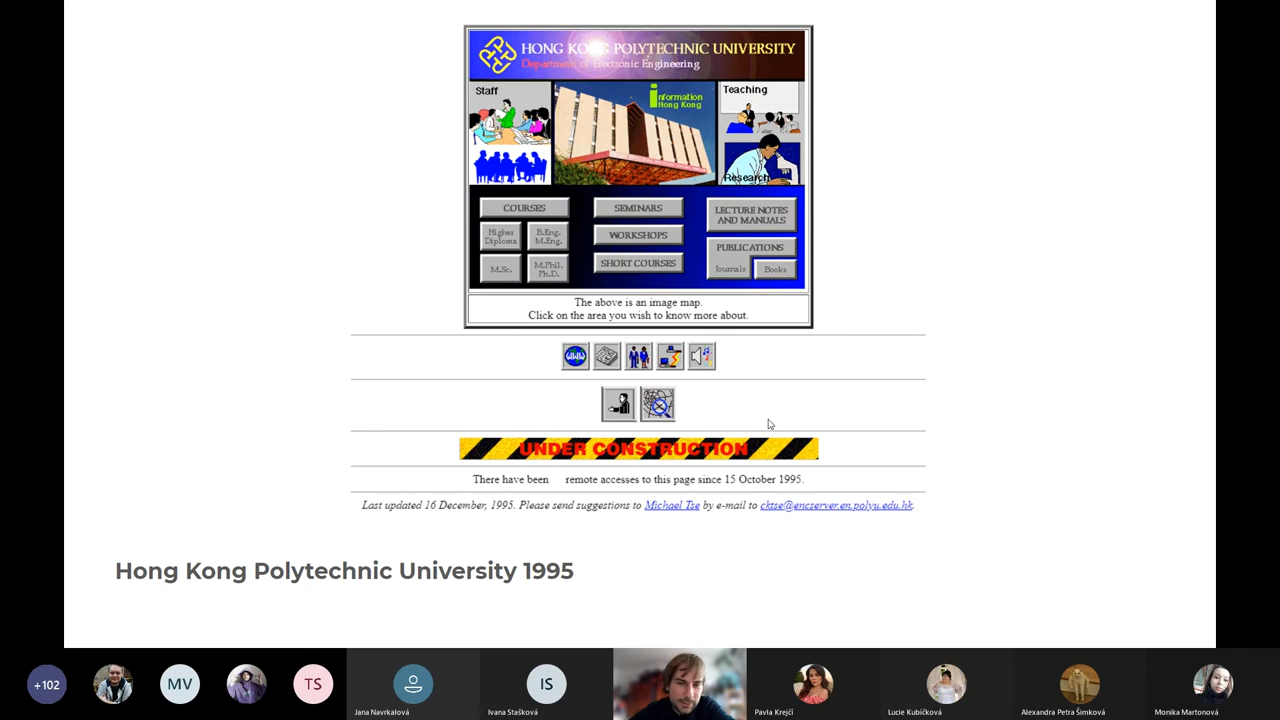 HONG KONG POLYTECHNIC UNIVERSITY
Department of Electronic Engineering
Staff
information
Hong Kong
Teaching
Research
COURSES
Higher
Diploma
B.Eng.
M.Eng.
M.Sc.
M.Phil.
Ph.D.
SEMINARS
WORKSHOPS
SHORT COURSES
LECTURE NOTES
AND MANUALS
PUBLICATIONS
Journals
Books
The above is an image map.
Click on the area you wish to know more about.
WWW
UNDER CONSTRUCTION
There have been remote accesses to this page since 15 October 1995.
Last updated 16 December, 1995. Please send suggestions to Michael Tse by e-mail to cktse@encserver.en.polyu.edu.hk.
Hong Kong Polytechnic University 1995
+102
MV
TS
Jana Navrkalová
IS
Ivana Stašková
Pavla Krejčí
Lucie Kubíčková
Alexandra Petra Šimková
Monika Martonová